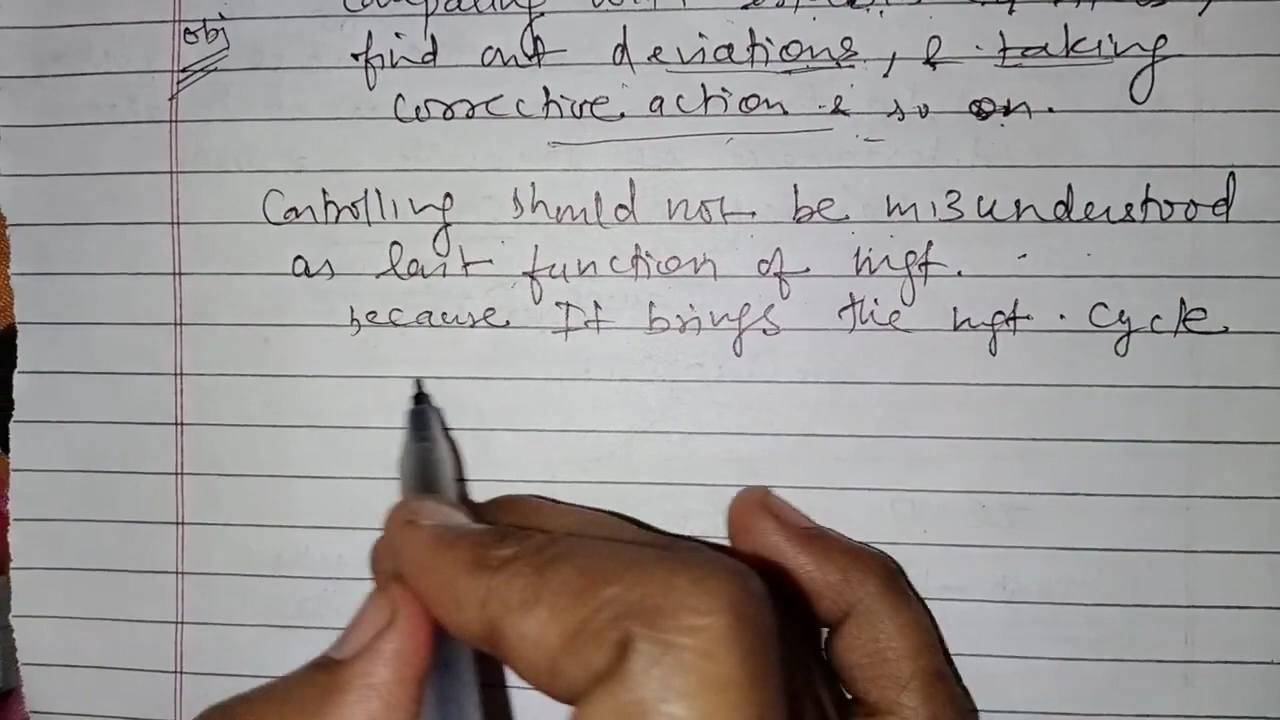 obj
find out deviations, & taking
corrective action & so on.
Controlling should not be misunderstood
as last function of mgt.
because It brings the mgt. cycle